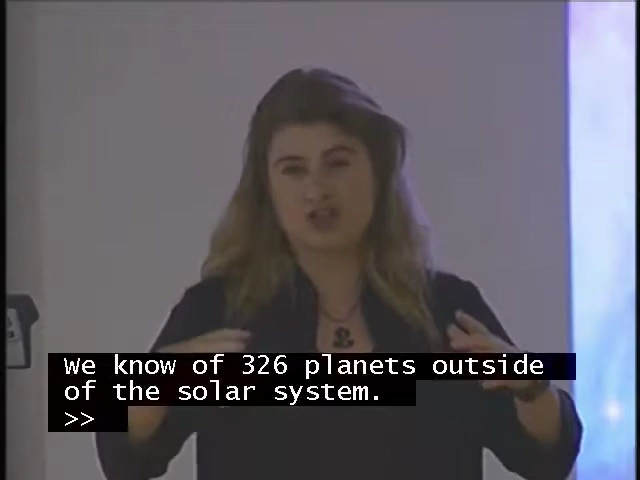 We know of 326 planets outside
of the solar system.
>>